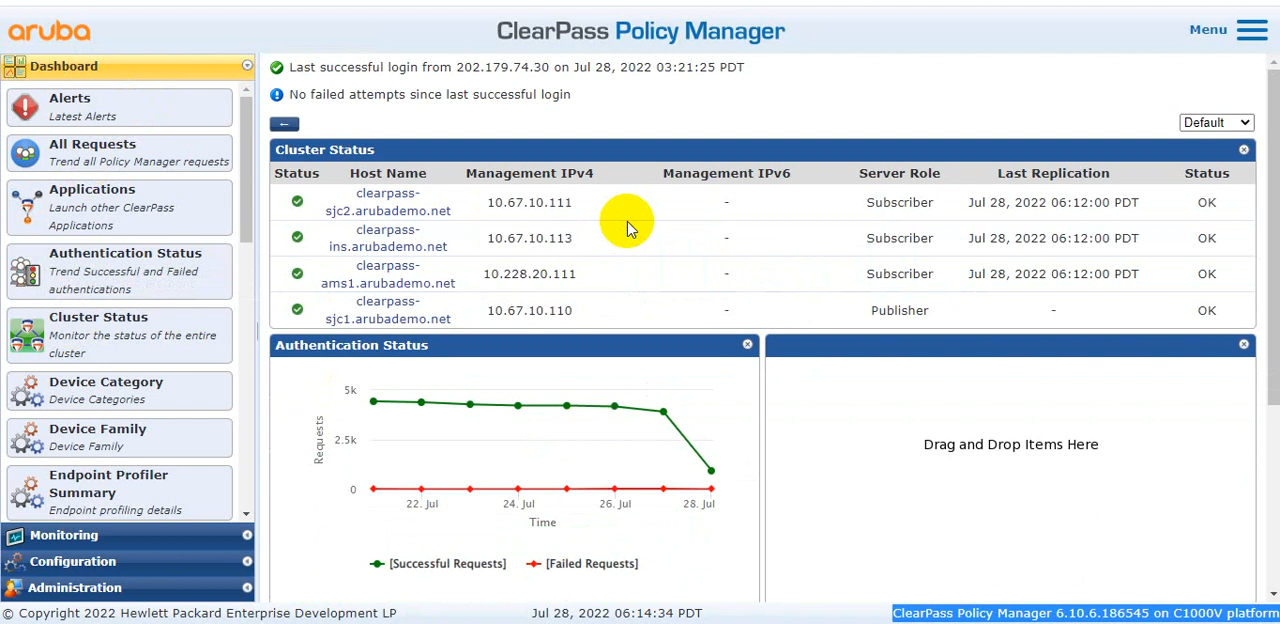 aruba
ClearPass Policy Manager
Menu
Dashboard
Alerts
Latest Alerts
All Requests
Trend all Policy Manager requests
Applications
Launch other ClearPass
Applications
Authentication Status
Trend Successful and Failed
authentications
Cluster Status
Monitor the status of the entire
cluster
Device Category
Device Categories
Device Family
Device Family
Endpoint Profiler
Summary
Endpoint profiling details
Monitoring
Configuration
Administration
Last successful login from 202.179.74.30 on Jul 28, 2022 03:21:25 PDT
No failed attempts since last successful login
Default
Cluster Status
Status Host Name Management IPv4 Management IPv6 Server Role Last Replication Status
clearpass-
sjc2.arubademo.net 10.67.10.111 - Subscriber Jul 28, 2022 06:12:00 PDT OK
clearpass-
ins.arubademo.net 10.67.10.113 - Subscriber Jul 28, 2022 06:12:00 PDT OK
clearpass-
ams1.arubademo.net 10.228.20.111 - Subscriber Jul 28, 2022 06:12:00 PDT OK
clearpass-
sjc1.arubademo.net 10.67.10.110 - Publisher - OK
Authentication Status
Requests
5k
2.5k
0
22. Jul 24. Jul 26. Jul 28. Jul
Time
[Successful Requests] [Failed Requests]
Drag and Drop Items Here
© Copyright 2022 Hewlett Packard Enterprise Development LP Jul 28, 2022 06:14:34 PDT ClearPass Policy Manager 6.10.6.186545 on C1000V platform